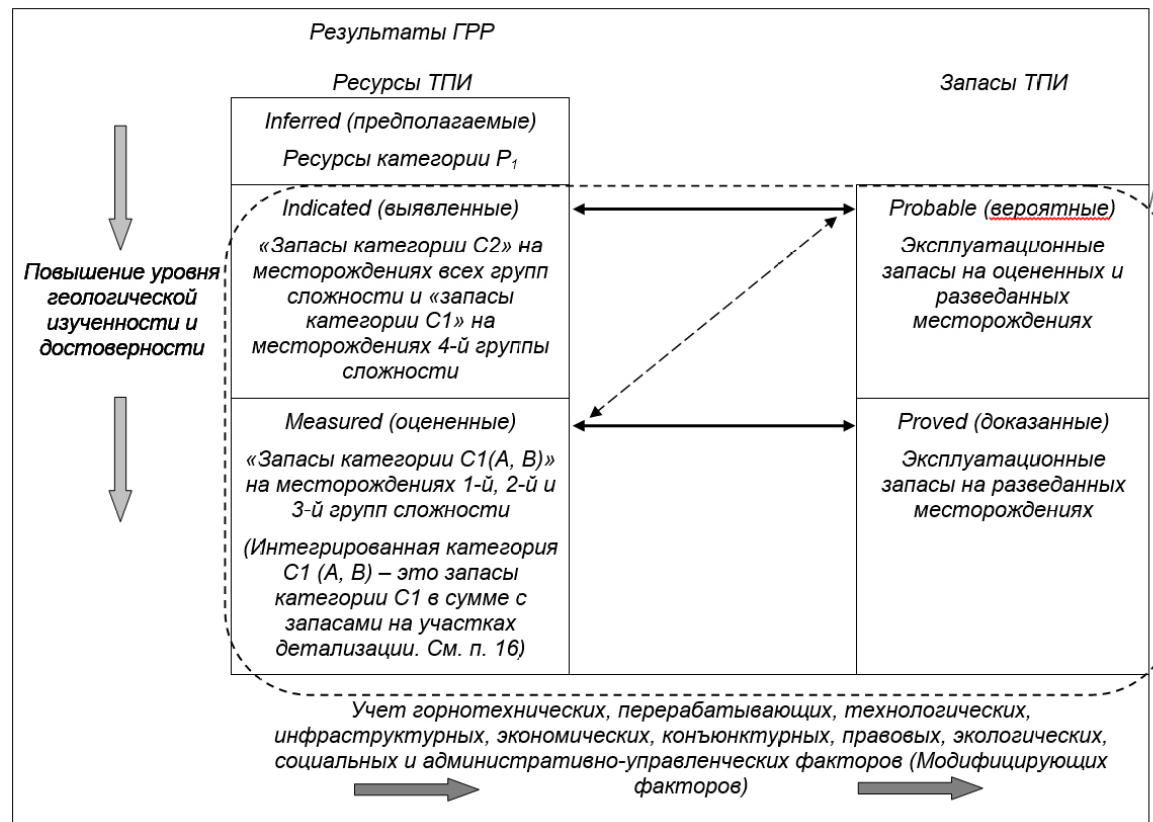 Результаты ГРР
Ресурсы ТПИ
Запасы ТПИ
Inferred (предполагаемые)
Ресурсы категории P₁
Indicated (выявленные)
«Запасы категории С2» на
месторождениях всех групп
сложности и «запасы
категории С1» на
месторождениях 4-й группы
сложности
Probable (вероятные)
Эксплуатационные
запасы на оцененных и
разведанных
месторождениях
Повышение уровня
геологической
изученности и
достоверности
Measured (оцененные)
«Запасы категории С1(А, В)»
на месторождениях 1-й, 2-й и
3-й групп сложности
(Интегрированная категория
С1 (А, В) – это запасы
категории С1 в сумме с
запасами на участках
детализации. См. п. 16)
Proved (доказанные)
Эксплуатационные
запасы на разведанных
месторождениях
Учет горнотехнических, перерабатывающих, технологических,
инфраструктурных, экономических, конъюнктурных, правовых, экологических,
социальных и административно-управленческих факторов (Модифицирующих
факторов)